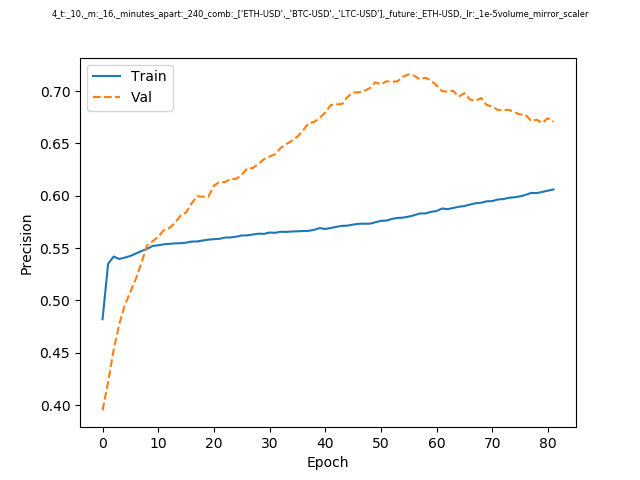 4_t:_10,_m:_16,_minutes_apart:_240_comb:_['ETH-USD',_'BTC-USD',_'LTC-USD'],_future:_ETH-USD,_lr:_1e-5volume_mirror_scaler
Train
Val
0.70
0.65
0.60
0.55
0.50
0.45
0.40
Precision
0 10 20 30 40 50 60 70 80
Epoch